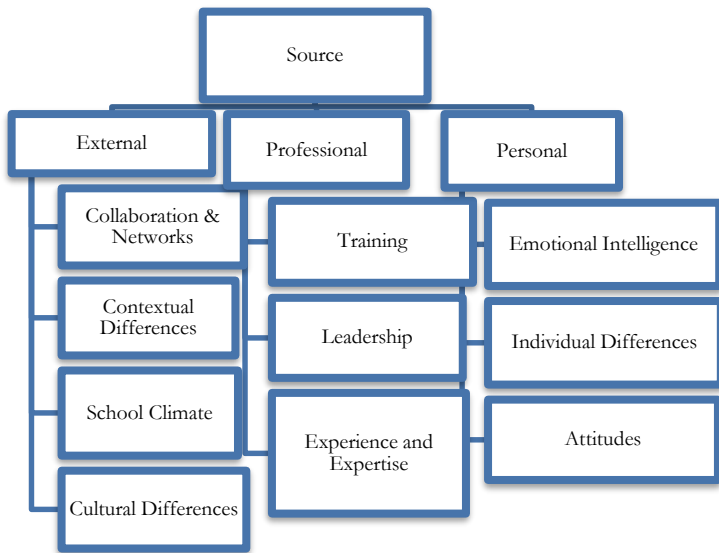 Source
External
Professional
Personal
Collaboration &
Networks
Contextual
Differences
School Climate
Cultural Differences
Training
Leadership
Experience and
Expertise
Emotional Intelligence
Individual Differences
Attitudes